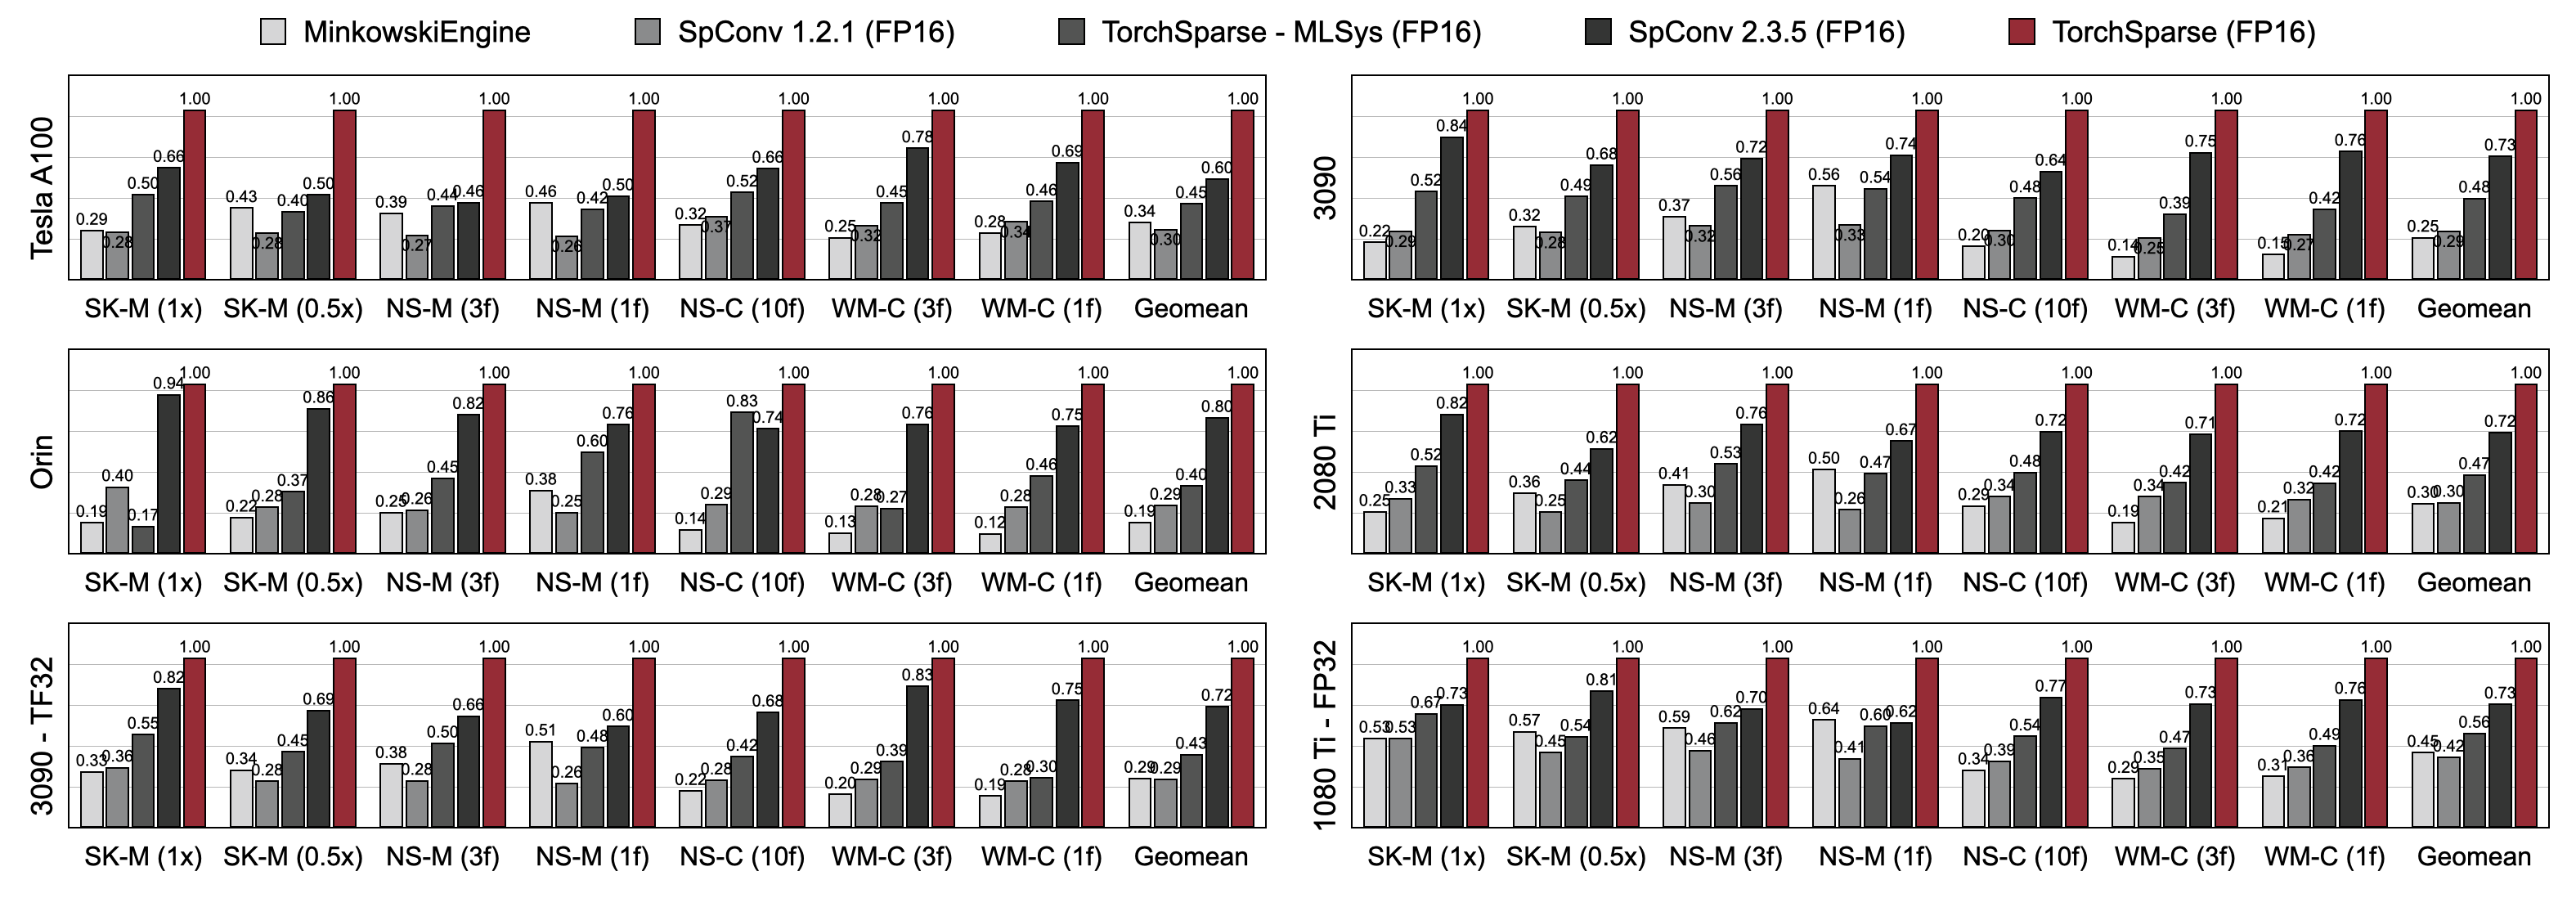 MinkowskiEngine SpConv 1.2.1 (FP16) TorchSparse - MLSys (FP16) SpConv 2.3.5 (FP16) TorchSparse (FP16)
Tesla A100
0.29 0.28 0.50 0.66 1.00
0.43 0.28 0.40 0.50 1.00
0.39 0.27 0.44 0.46 1.00
0.46 0.26 0.42 0.50 1.00
0.32 0.37 0.52 0.66 1.00
0.25 0.32 0.45 0.78 1.00
0.28 0.34 0.46 0.69 1.00
0.34 0.30 0.45 0.60 1.00
SK-M (1x) SK-M (0.5x) NS-M (3f) NS-M (1f) NS-C (10f) WM-C (3f) WM-C (1f) Geomean
3090
0.22 0.29 0.52 0.84 1.00
0.32 0.28 0.49 0.68 1.00
0.37 0.32 0.56 0.72 1.00
0.56 0.33 0.54 0.74 1.00
0.20 0.30 0.48 0.64 1.00
0.14 0.25 0.39 0.75 1.00
0.15 0.27 0.42 0.76 1.00
0.25 0.29 0.48 0.73 1.00
SK-M (1x) SK-M (0.5x) NS-M (3f) NS-M (1f) NS-C (10f) WM-C (3f) WM-C (1f) Geomean
Orin
0.19 0.40 0.17 0.94 1.00
0.22 0.28 0.37 0.86 1.00
0.25 0.26 0.45 0.82 1.00
0.38 0.25 0.60 0.76 1.00
0.14 0.29 0.83 0.74 1.00
0.13 0.28 0.27 0.76 1.00
0.12 0.28 0.46 0.75 1.00
0.19 0.29 0.40 0.80 1.00
SK-M (1x) SK-M (0.5x) NS-M (3f) NS-M (1f) NS-C (10f) WM-C (3f) WM-C (1f) Geomean
2080 Ti
0.25 0.33 0.52 0.82 1.00
0.36 0.25 0.44 0.62 1.00
0.41 0.30 0.53 0.76 1.00
0.50 0.26 0.47 0.67 1.00
0.29 0.34 0.48 0.72 1.00
0.19 0.34 0.42 0.71 1.00
0.21 0.32 0.42 0.72 1.00
0.30 0.30 0.47 0.72 1.00
SK-M (1x) SK-M (0.5x) NS-M (3f) NS-M (1f) NS-C (10f) WM-C (3f) WM-C (1f) Geomean
3090 - TF32
0.33 0.36 0.55 0.82 1.00
0.34 0.28 0.45 0.69 1.00
0.38 0.28 0.50 0.66 1.00
0.51 0.26 0.48 0.60 1.00
0.22 0.28 0.42 0.68 1.00
0.20 0.29 0.39 0.83 1.00
0.19 0.28 0.30 0.75 1.00
0.29 0.29 0.43 0.72 1.00
SK-M (1x) SK-M (0.5x) NS-M (3f) NS-M (1f) NS-C (10f) WM-C (3f) WM-C (1f) Geomean
1080 Ti - FP32
0.53 0.53 0.67 0.73 1.00
0.57 0.45 0.54 0.81 1.00
0.59 0.46 0.62 0.70 1.00
0.64 0.41 0.60 0.62 1.00
0.34 0.39 0.54 0.77 1.00
0.29 0.35 0.47 0.73 1.00
0.31 0.36 0.49 0.76 1.00
0.45 0.42 0.56 0.73 1.00
SK-M (1x) SK-M (0.5x) NS-M (3f) NS-M (1f) NS-C (10f) WM-C (3f) WM-C (1f) Geomean